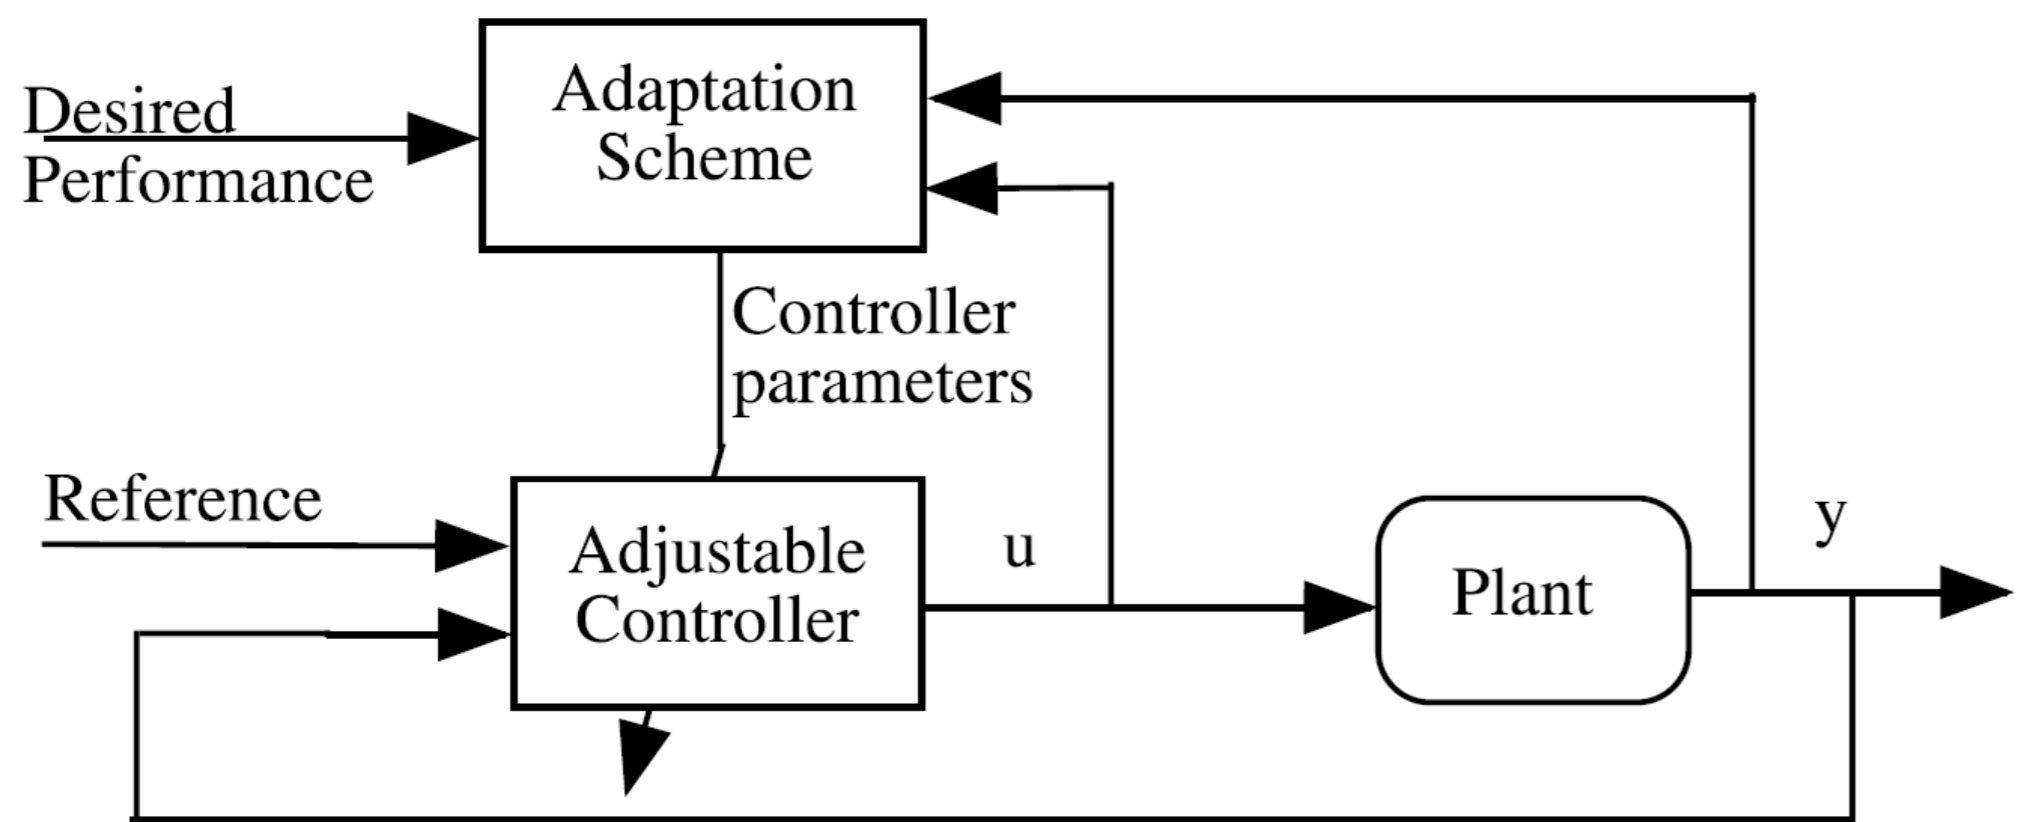 Desired
Performance
Adaptation
Scheme
Controller
parameters
Reference
Adjustable
Controller
u
Plant
y